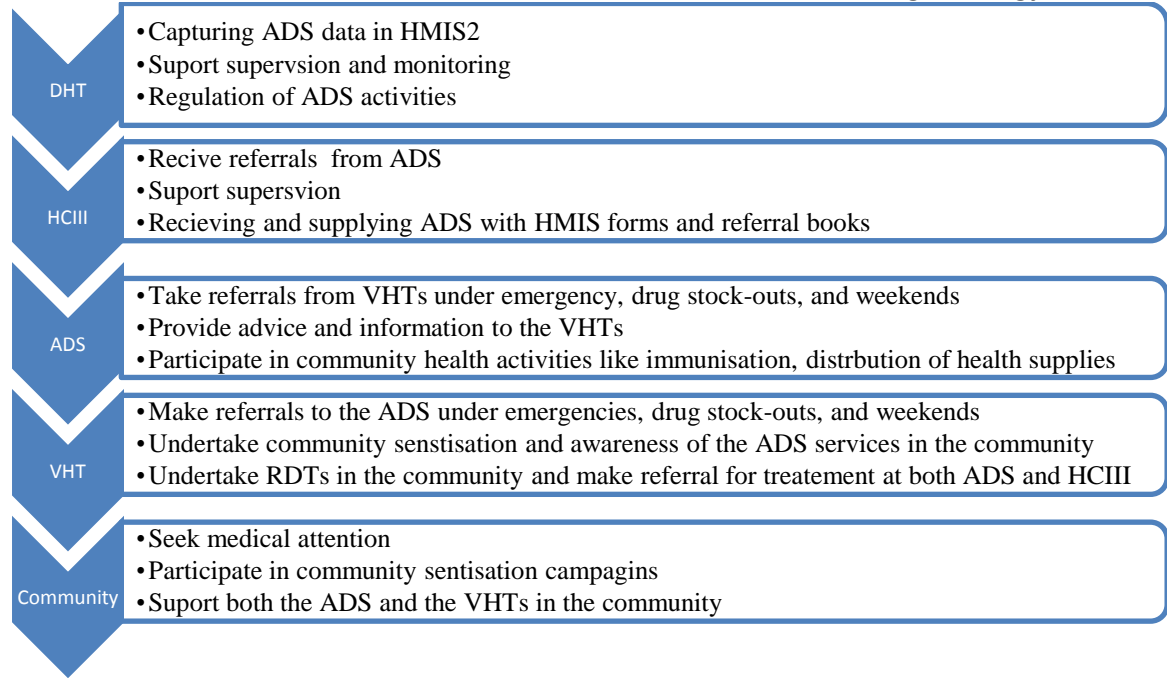 DHT
•Capturing ADS data in HMIS2
•Suport supervsion and monitoring
•Regulation of ADS activities
HCIII
•Recive referrals from ADS
•Suport supersvion
•Recieving and supplying ADS with HMIS forms and referral books
ADS
•Take referrals from VHTs under emergency, drug stock-outs, and weekends
•Provide advice and information to the VHTs
•Participate in community health activities like immunisation, distrbution of health supplies
VHT
•Make referrals to the ADS under emergencies, drug stock-outs, and weekends
•Undertake community senstisation and awareness of the ADS services in the community
•Undertake RDTs in the community and make referral for treatement at both ADS and HCIII
Community
•Seek medical attention
•Participate in community sentisation campagins
•Suport both the ADS and the VHTs in the community